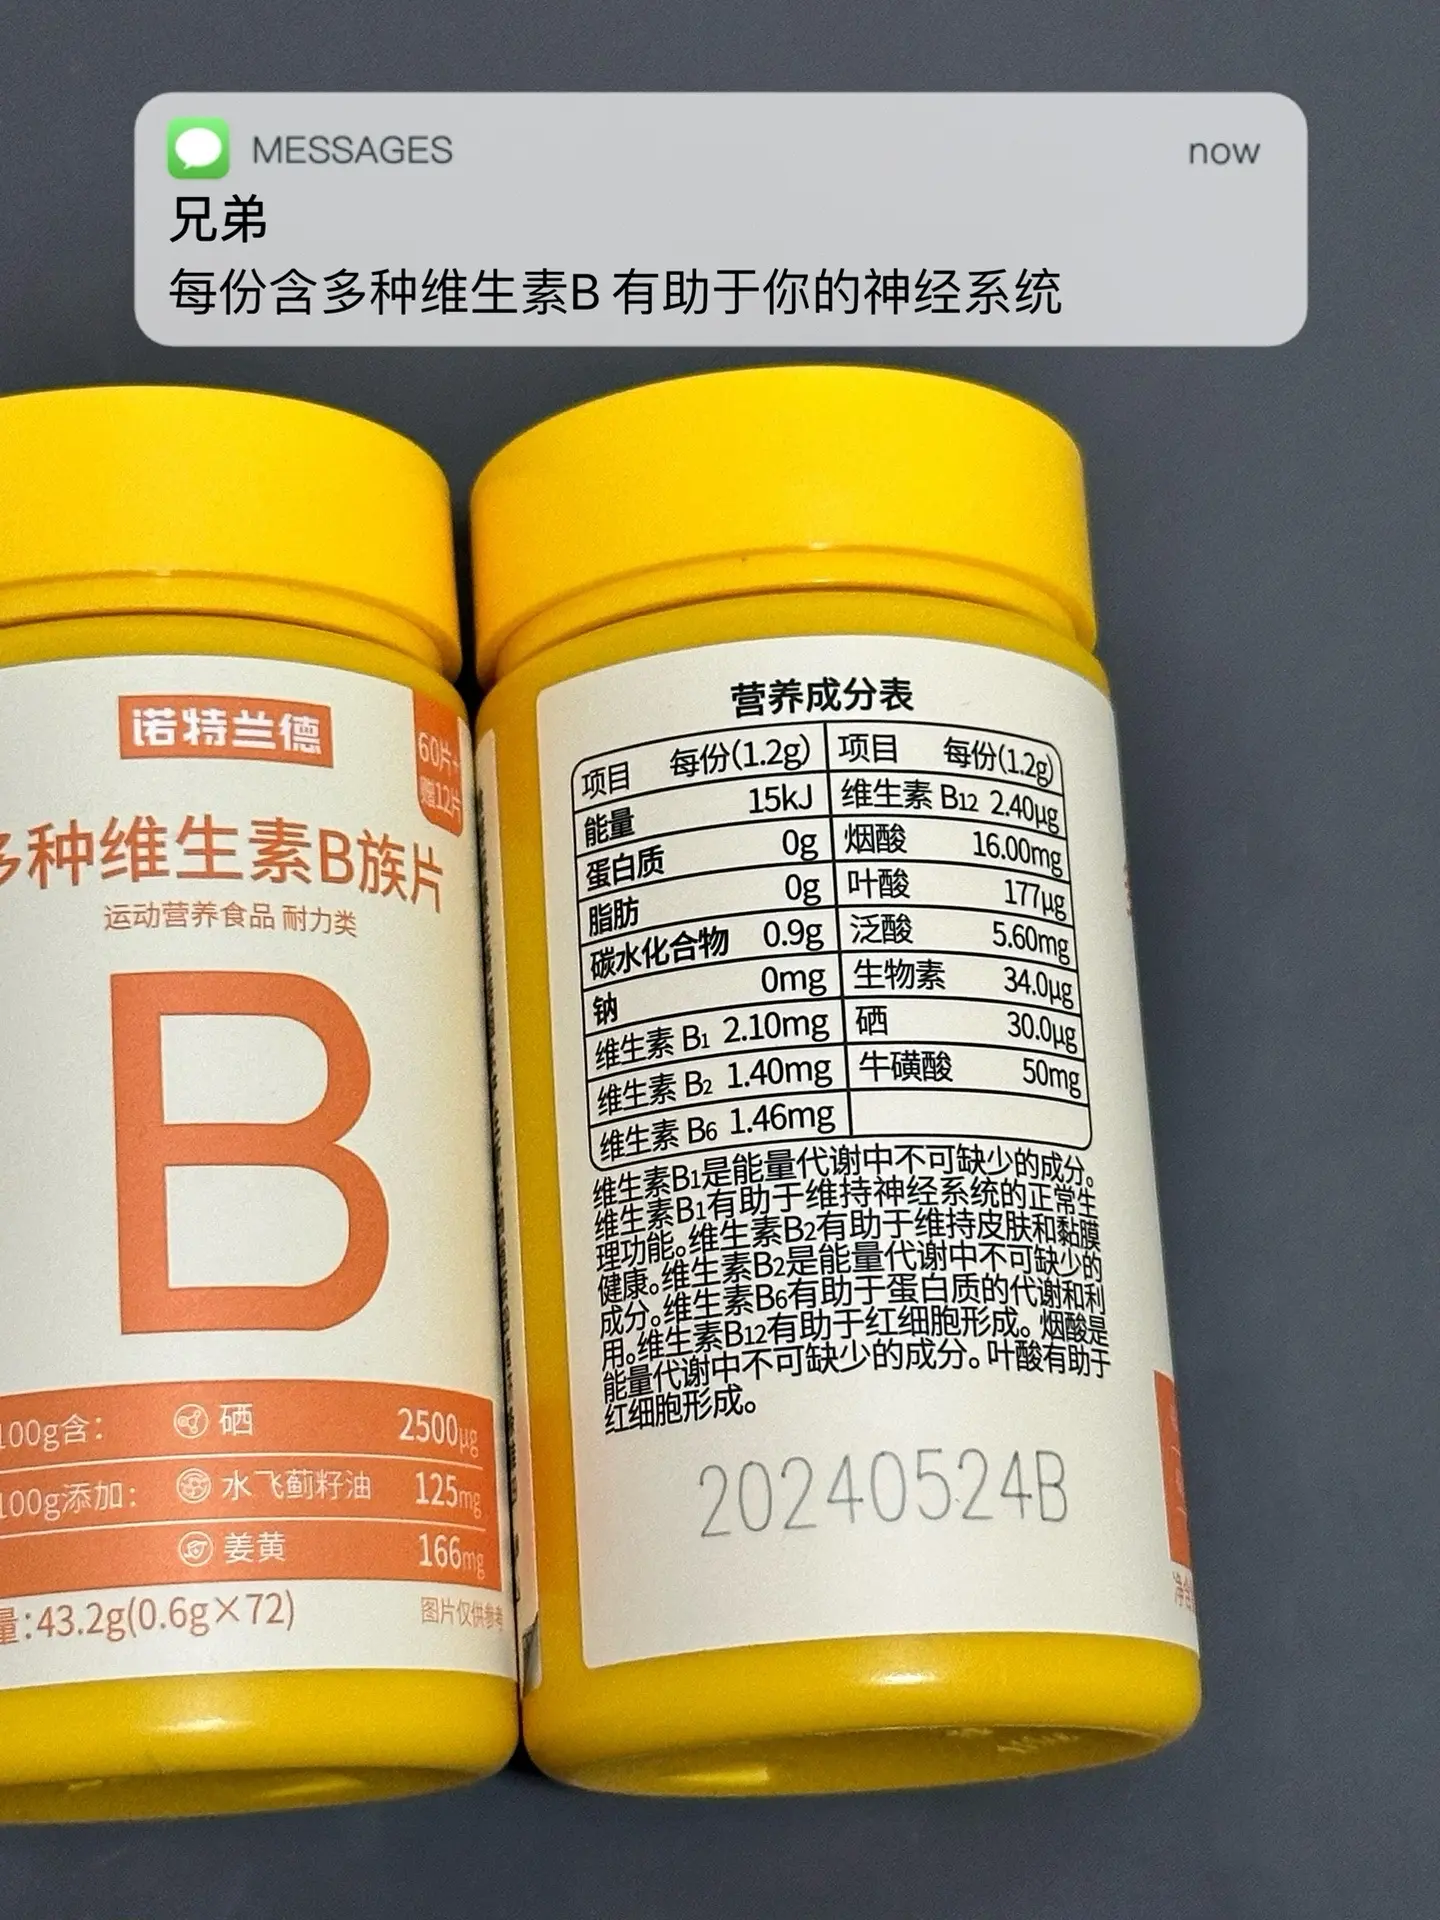 MESSAGES
now
兄弟
每份含多种维生素B 有助于你的神经系统
诺特兰德
60片+
赠12片
多种维生素B族片
运动营养食品 耐力类
B
100g含：
硒
2500μg
100g添加：
水飞蓟籽油
125mg
姜黄
166mg
量:43.2g(0.6g×72)
图片仅供参考
营养成分表
项目 每份(1.2g) 项目 每份(1.2g)
能量 15kJ 维生素 B12 2.40μg
蛋白质 0g 烟酸 16.00mg
脂肪 0g 叶酸 177μg
碳水化合物 0.9g 泛酸 5.60mg
钠 0mg 生物素 34.0μg
维生素 B1 2.10mg 硒 30.0μg
维生素 B2 1.40mg 牛磺酸 50mg
维生素 B6 1.46mg
维生素B1是能量代谢中不可缺少的成分。
维生素B1有助于维持神经系统的正常生
理功能。维生素B2有助于维持皮肤和黏膜
健康。维生素B2是能量代谢中不可缺少的
成分。维生素B6有助于蛋白质的代谢和利
用。维生素B12有助于红细胞形成。烟酸是
能量代谢中不可缺少的成分。叶酸有助于
红细胞形成。
20240524B
净含